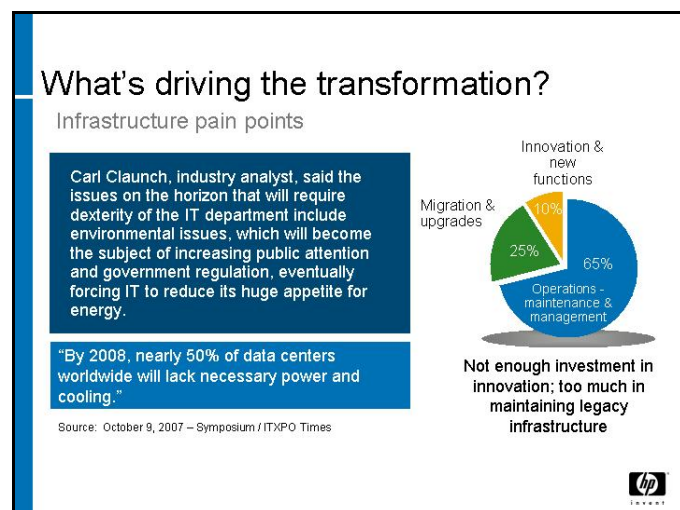 What's driving the transformation?
Infrastructure pain points
Carl Claunch, industry analyst, said the
issues on the horizon that will require
dexterity of the IT department include
environmental issues, which will become
the subject of increasing public attention
and government regulation, eventually
forcing IT to reduce its huge appetite for
energy.
“By 2008, nearly 50% of data centers
worldwide will lack necessary power and
cooling.”
Source: October 9, 2007 – Symposium / ITXPO Times
Innovation &
new
functions
Migration &
upgrades
10%
25%
65%
Operations -
maintenance &
management
Not enough investment in
innovation; too much in
maintaining legacy
infrastructure
hp
invent